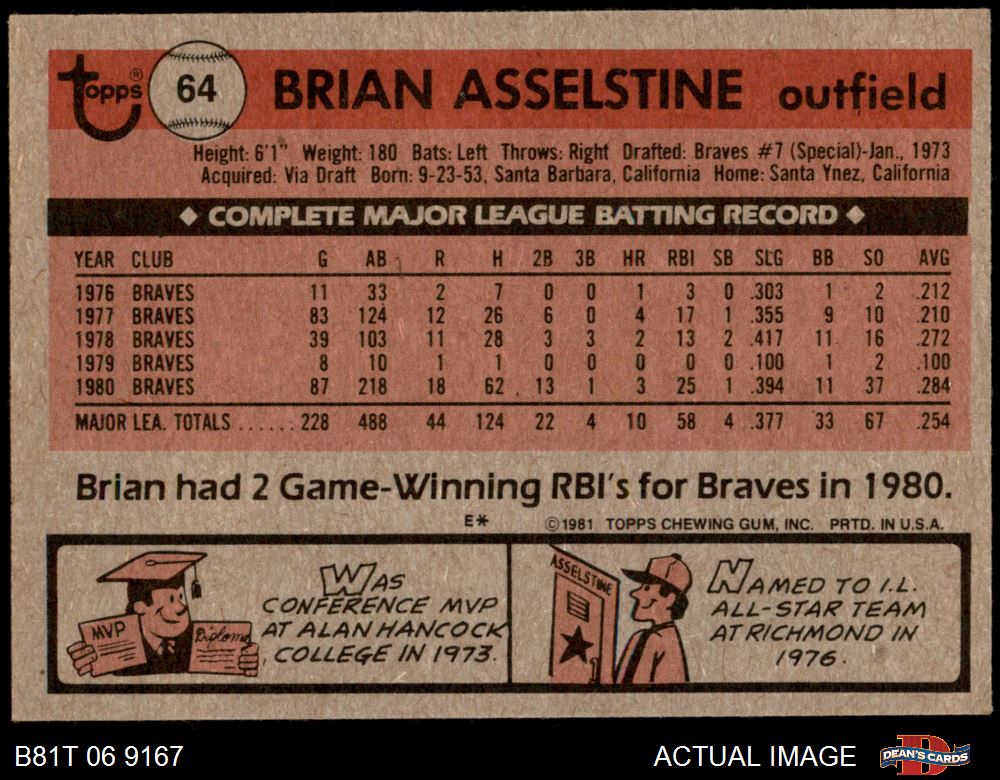 Topps® 64 BRIAN ASSELSTINE outfield
Height: 6'1" Weight: 180 Bats: Left Throws: Right Drafted: Braves #7 (Special)-Jan., 1973
Acquired: Via Draft Born: 9-23-53, Santa Barbara, California Home: Santa Ynez, California
◆ COMPLETE MAJOR LEAGUE BATTING RECORD ◆
YEAR CLUB G AB R H 2B 3B HR RBI SB SLG BB SO AVG
1976 BRAVES 11 33 2 7 0 0 1 3 0 .303 1 2 .212
1977 BRAVES 83 124 12 26 6 0 4 17 1 .355 9 10 .210
1978 BRAVES 39 103 11 28 3 3 2 13 2 .417 11 16 .272
1979 BRAVES 8 10 1 1 0 0 0 0 0 .100 1 2 .100
1980 BRAVES 87 218 18 62 13 1 3 25 1 .394 11 37 .284
MAJOR LEA. TOTALS ...... 228 488 44 124 22 4 10 58 4 .377 33 67 .254
Brian had 2 Game-Winning RBI's for Braves in 1980.
E* ©1981 TOPPS CHEWING GUM, INC. PRTD. IN U.S.A.
MVP
Diploma
WAS
CONFERENCE MVP
AT ALAN HANCOCK
COLLEGE IN 1973.
ASSELSTINE
NAMED TO I.L.
ALL-STAR TEAM
AT RICHMOND IN
1976.
B81T 06 9167 ACTUAL IMAGE DEAN'S CARDS